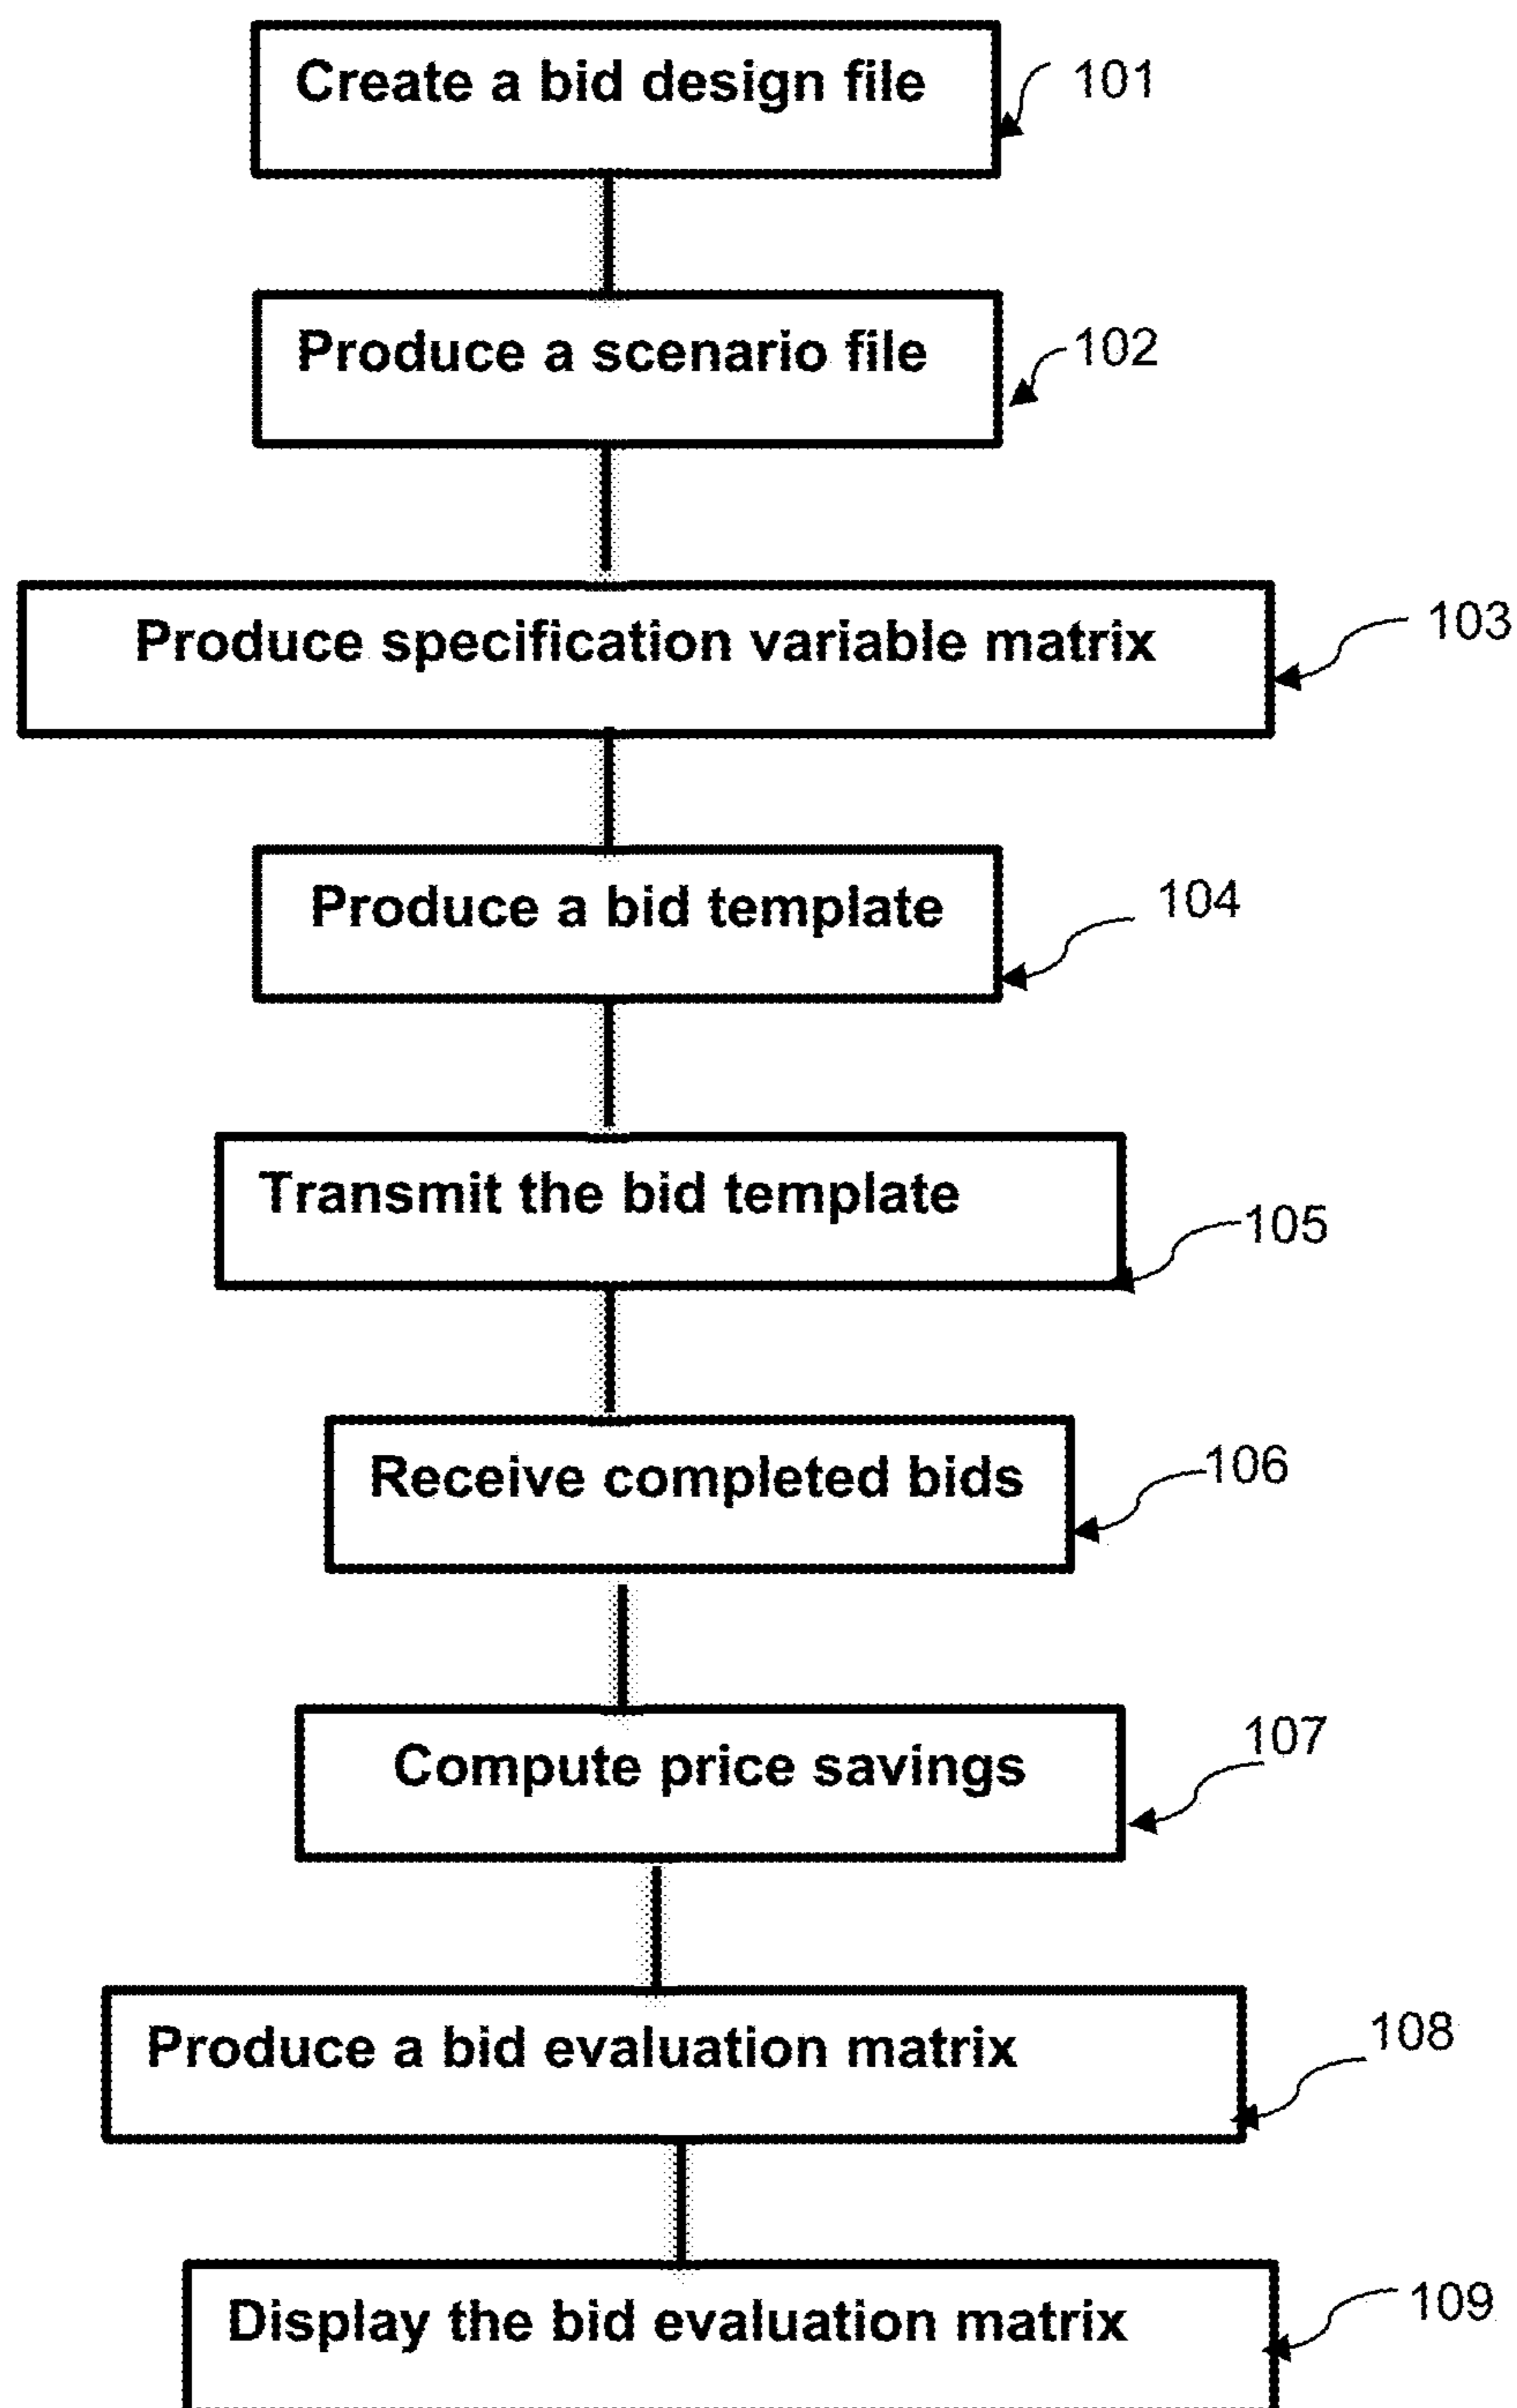 Create a bid design file
101
Produce a scenario file
102
Produce specification variable matrix
103
Produce a bid template
104
Transmit the bid template
105
Receive completed bids
106
Compute price savings
107
Produce a bid evaluation matrix
108
Display the bid evaluation matrix
109